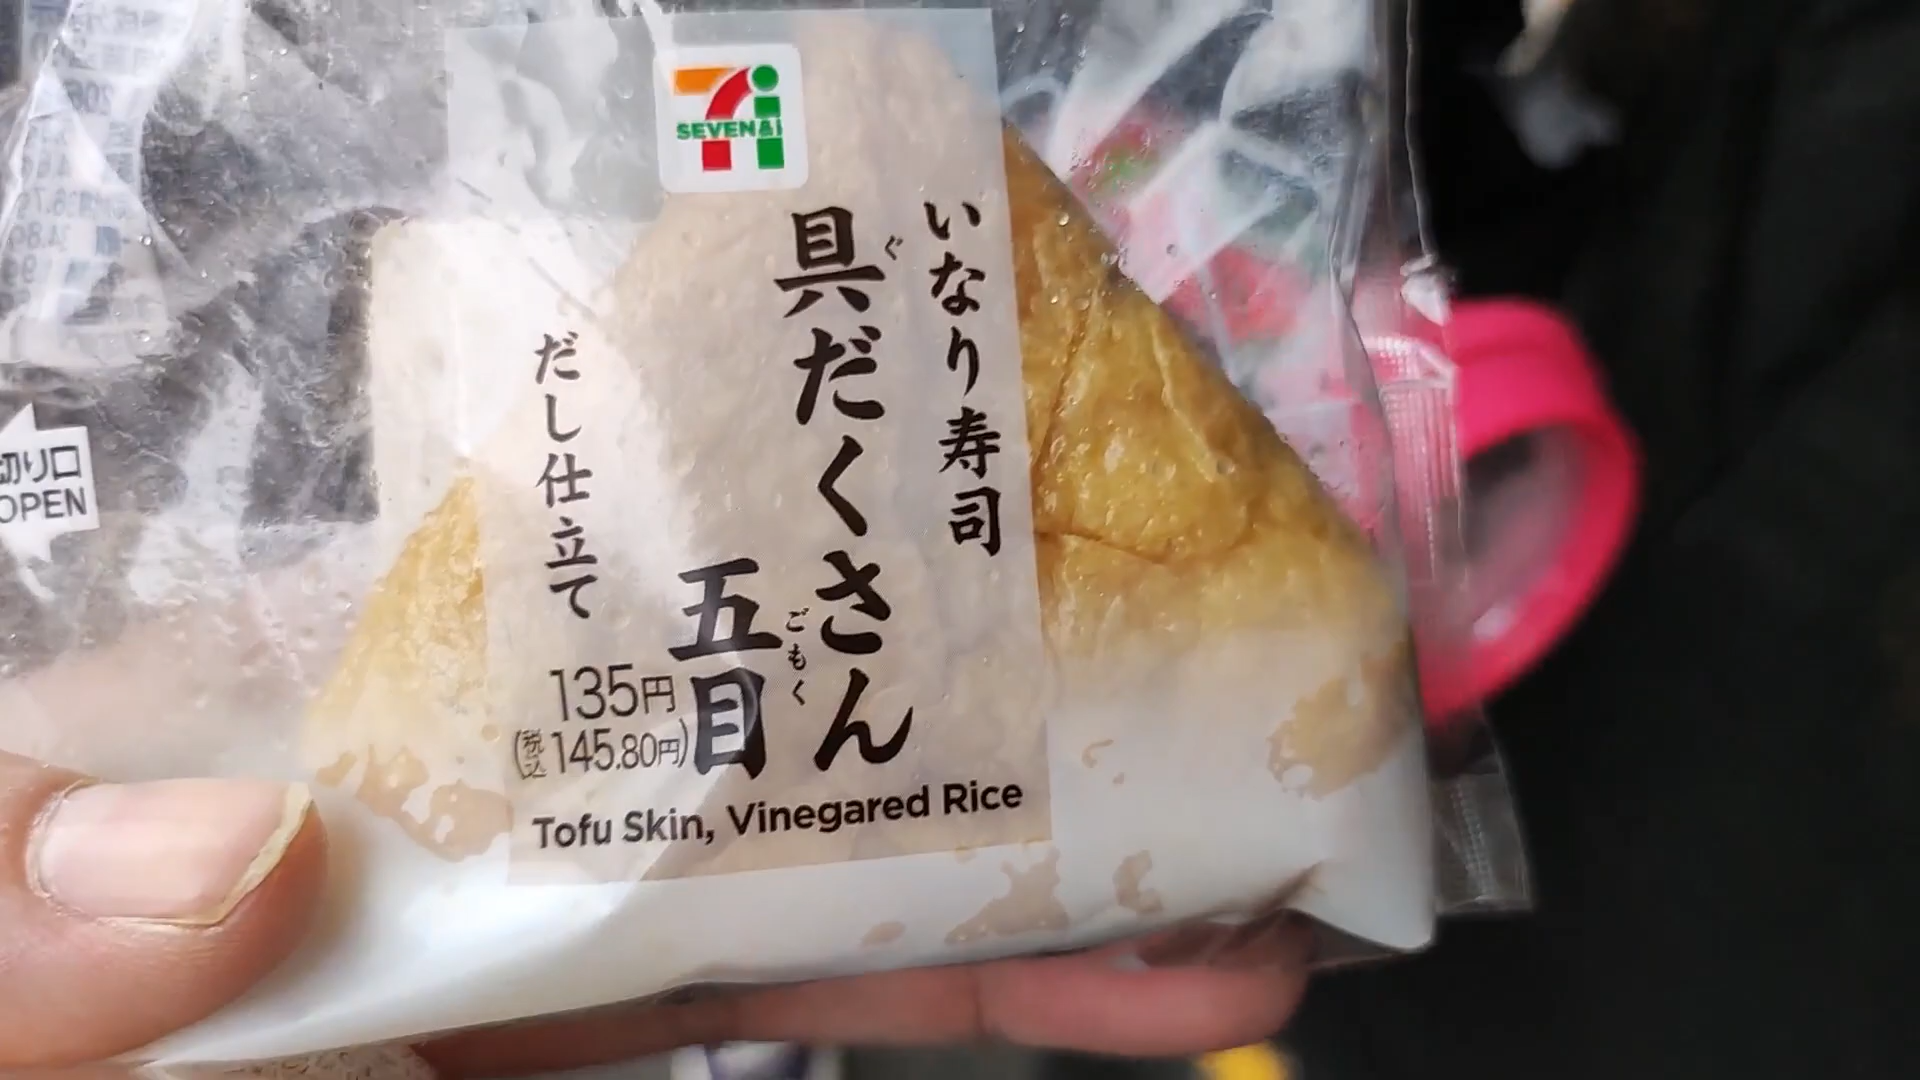 SEVEN&i
いなり寿司
具だくさん
ぐ
五目
ごもく
だし仕立て
135円
(税込145.80円)
Tofu Skin, Vinegared Rice
切り口
OPEN